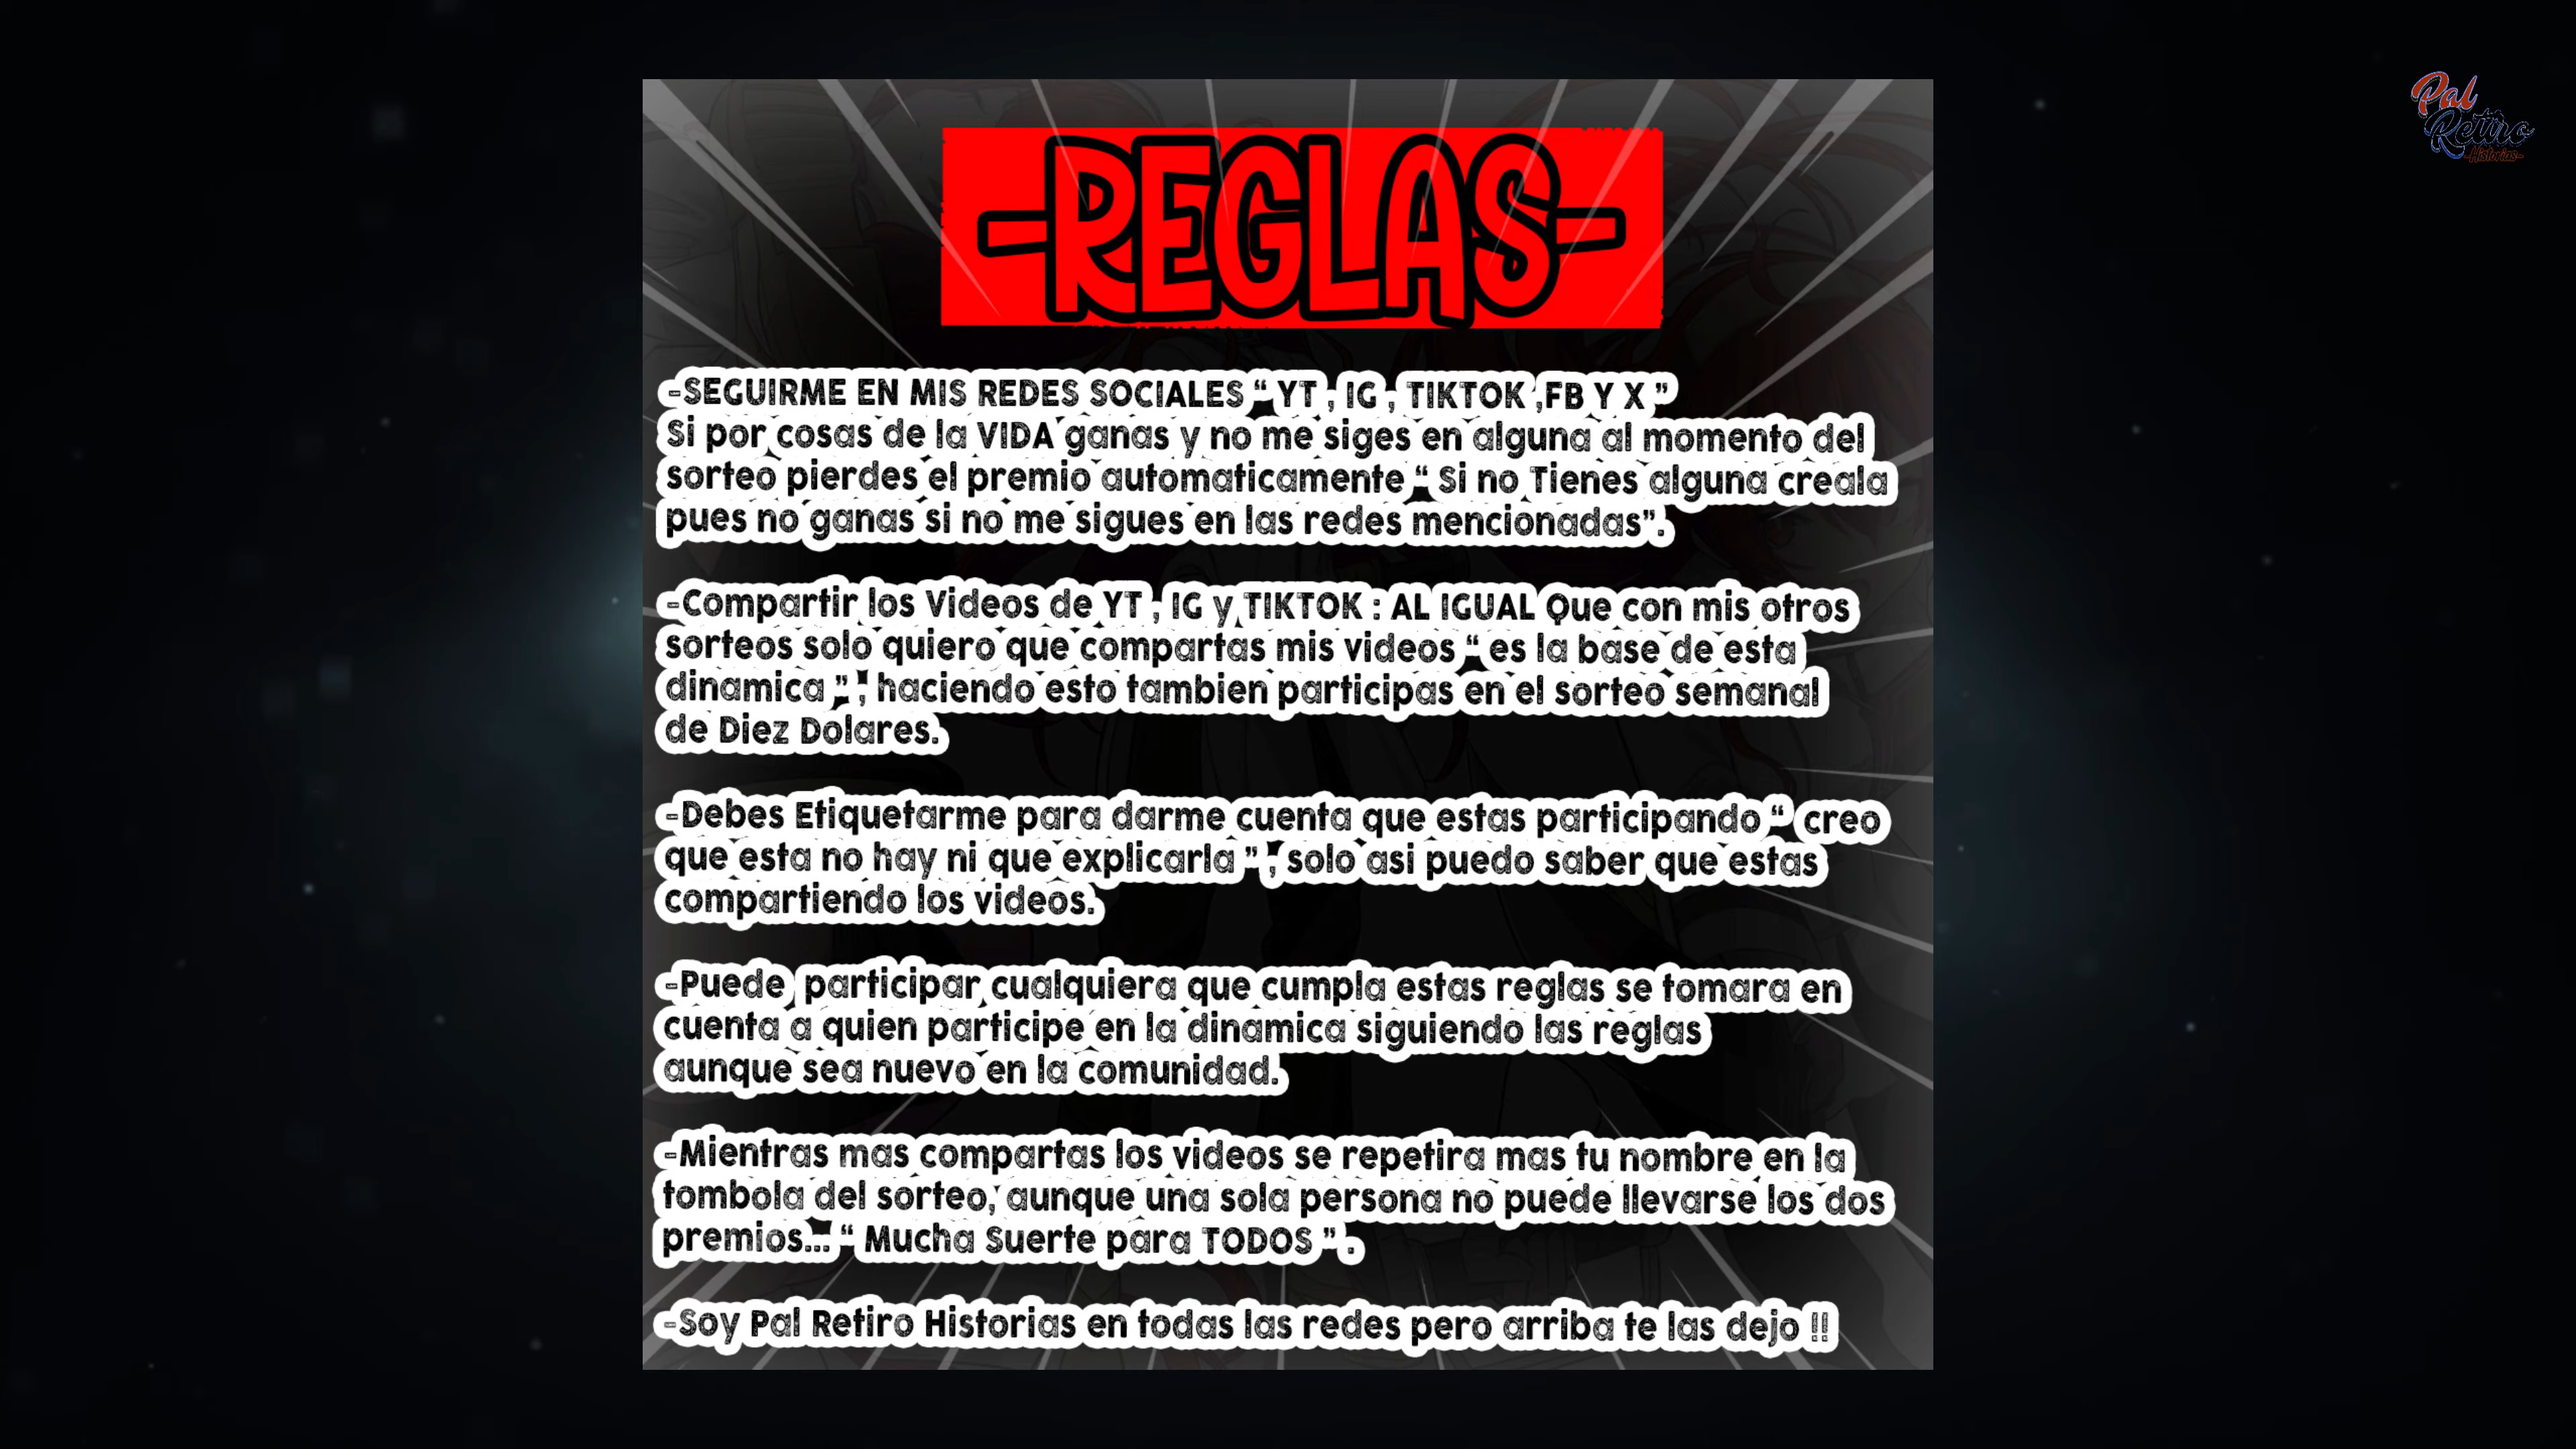 -REGLAS-
Pal
Retiro
-Historias-
-SEGUIRME EN MIS REDES SOCIALES “ YT , IG , TIKTOK ,FB Y X ”
Si por cosas de la VIDA ganas y no me siges en alguna al momento del
sorteo pierdes el premio automaticamente “ Si no Tienes alguna creala
pues no ganas si no me sigues en las redes mencionadas”.
-Compartir los Videos de YT , IG y TIKTOK : AL IGUAL Que con mis otros
sorteos solo quiero que compartas mis videos “ es la base de esta
dinamica ” , haciendo esto tambien participas en el sorteo semanal
de Diez Dolares.
-Debes Etiquetarme para darme cuenta que estas participando “ creo
que esta no hay ni que explicarla ” , solo asi puedo saber que estas
compartiendo los videos.
-Puede participar cualquiera que cumpla estas reglas se tomara en
cuenta a quien participe en la dinamica siguiendo las reglas
aunque sea nuevo en la comunidad.
-Mientras mas compartas los videos se repetira mas tu nombre en la
tombola del sorteo, aunque una sola persona no puede llevarse los dos
premios... “ Mucha Suerte para TODOS ” .
-Soy Pal Retiro Historias en todas las redes pero arriba te las dejo !!